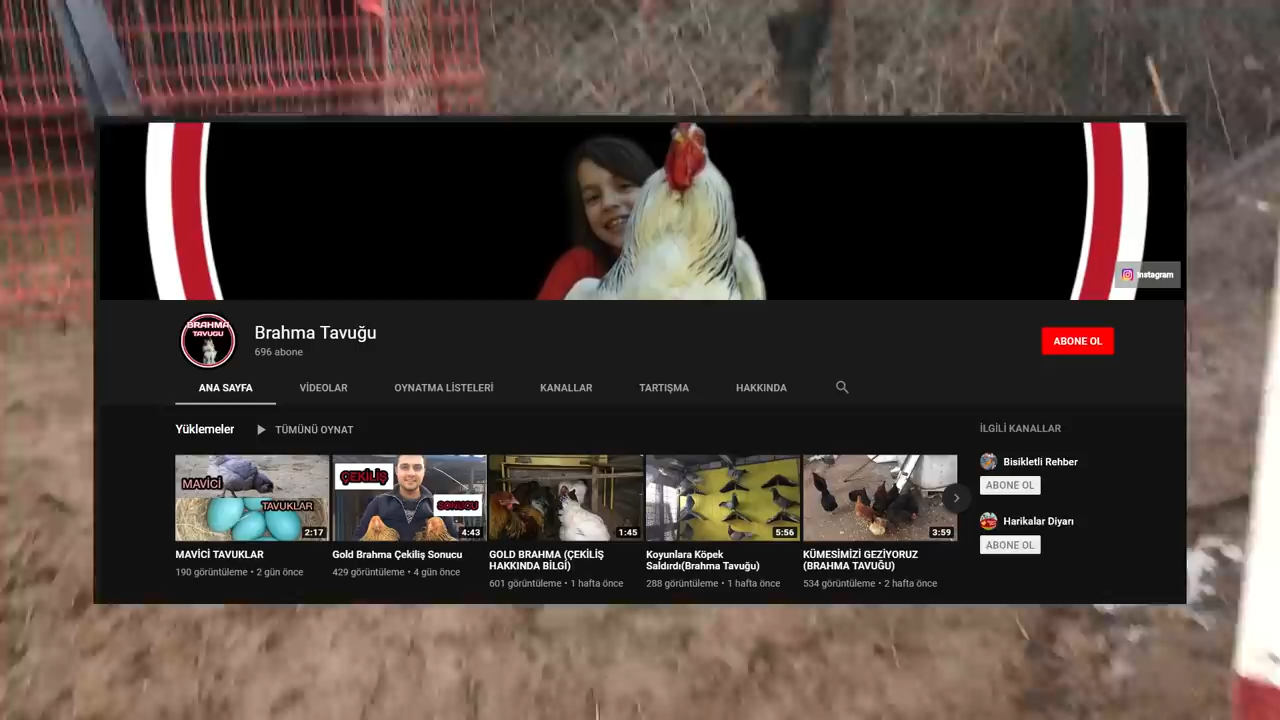 Instagram
BRAHMA
TAVUĞU
Brahma Tavuğu
696 abone
ABONE OL
ANA SAYFA
VİDEOLAR
OYNATMA LİSTELERİ
KANALLAR
TARTIŞMA
HAKKINDA
Yüklemeler
TÜMÜNÜ OYNAT
İLGİLİ KANALLAR
MAVİCİ
TAVUKLAR
2:17
ÇEKİLİŞ
SONUCU
4:43
1:45
5:56
3:59
MAVİCİ TAVUKLAR
190 görüntüleme • 2 gün önce
Gold Brahma Çekiliş Sonucu
429 görüntüleme • 4 gün önce
GOLD BRAHMA (ÇEKİLİŞ
HAKKINDA BİLGİ)
601 görüntüleme • 1 hafta önce
Koyunlara Köpek
Saldırdı(Brahma Tavuğu)
288 görüntüleme • 1 hafta önce
KÜMESİMİZİ GEZİYORUZ
(BRAHMA TAVUĞU)
534 görüntüleme • 2 hafta önce
Bisikletli Rehber
ABONE OL
Harikalar Diyarı
ABONE OL